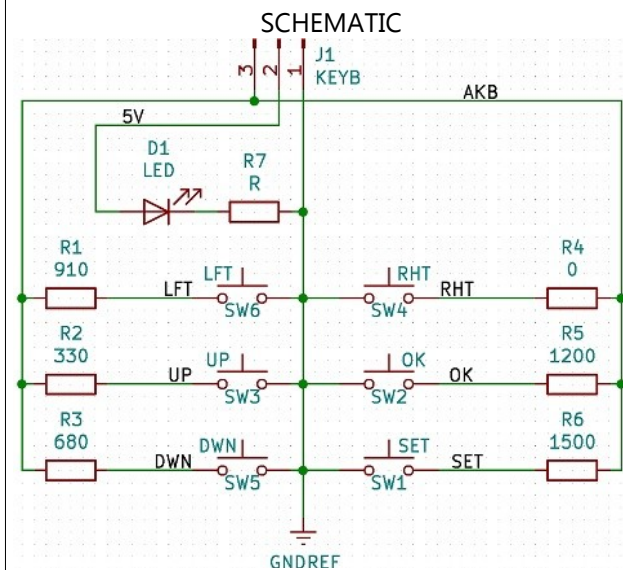 SCHEMATIC
J1
KEYB
3
2
1
AKB
5V
D1
LED
R7
R
R1
910
LFT
LFT
SW6
RHT
SW4
RHT
R4
0
R2
330
UP
UP
SW3
OK
SW2
OK
R5
1200
R3
680
DWN
DWN
SW5
SET
SW1
SET
R6
1500
GNDREF